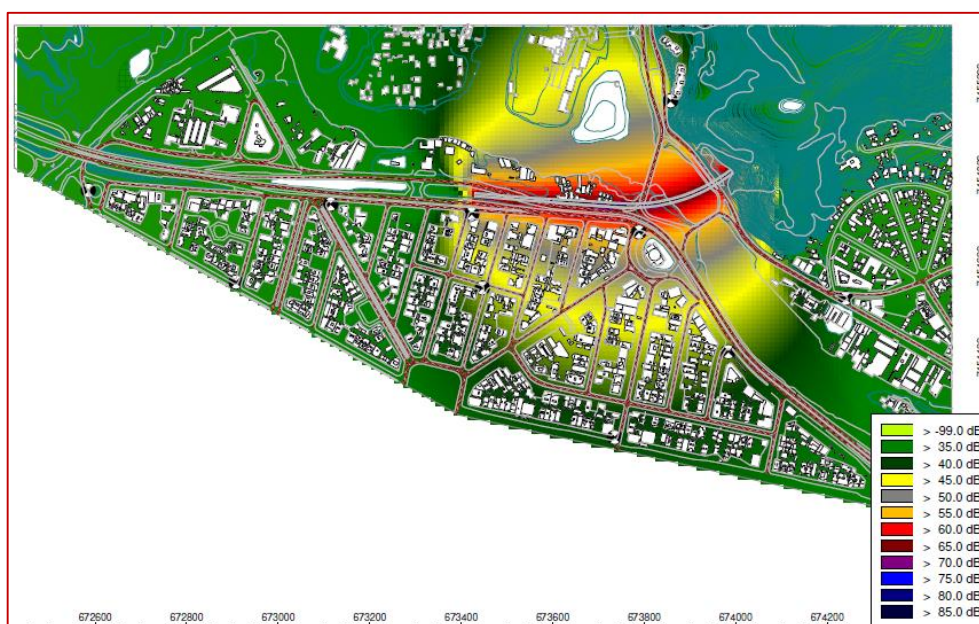 > -99.0 dB
> 35.0 dB
> 40.0 dB
> 45.0 dB
> 50.0 dB
> 55.0 dB
> 60.0 dB
> 65.0 dB
> 70.0 dB
> 75.0 dB
> 80.0 dB
> 85.0 dB
672600 672800 673000 673200 673400 673600 673800 674000 674200